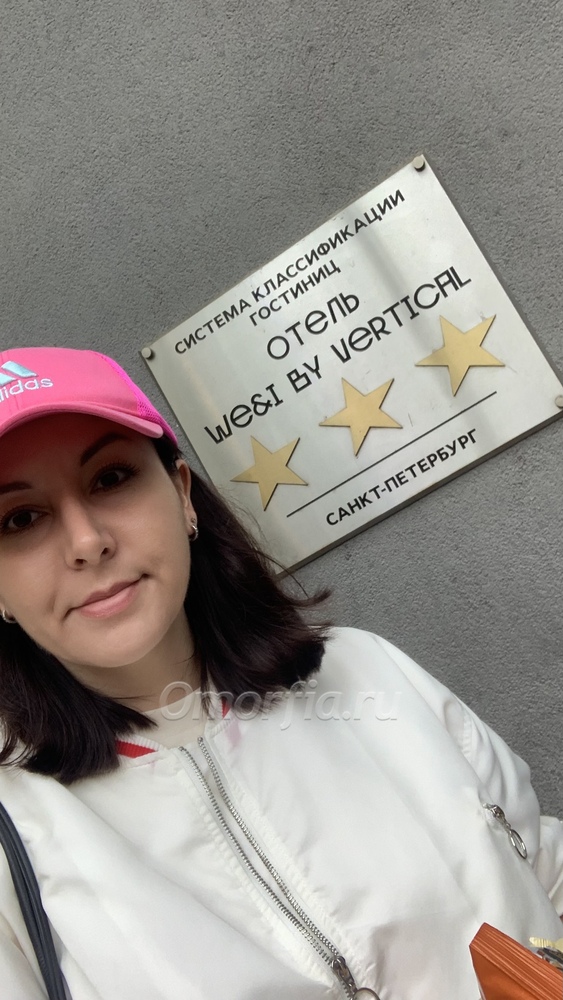 СИСТЕМА КЛАССИФИКАЦИИ
ГОСТИНИЦ
ОТЕЛЬ
WE&I BY VERTICAL
САНКТ-ПЕТЕРБУРГ
adidas
Omorfia.ru